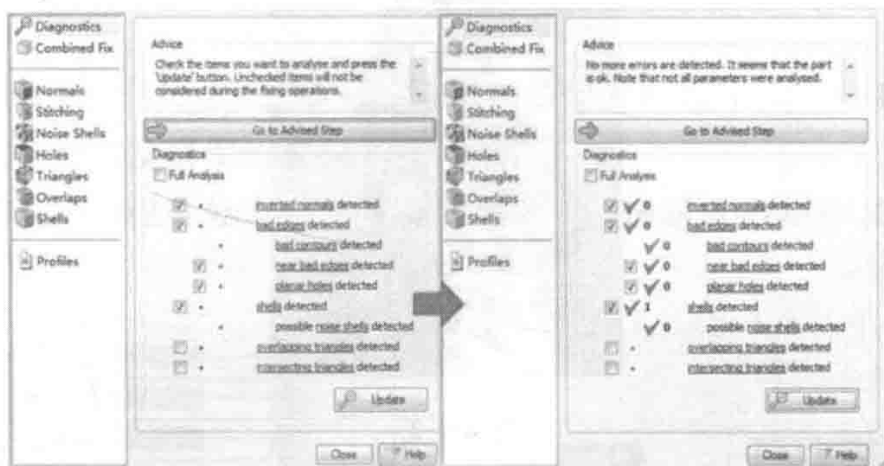 Diagnostics
Combined Fix
Normals
Stitching
Noise Shells
Holes
Triangles
Overlaps
Shells
Profiles
Advice
Check the items you want to analyse and press the
'Update' button. Unchecked items will not be
considered during the fixing operations.
Go to Advised Step
Diagnostics
Full Analysis
inverted normals detected
bad edges detected
bad contours detected
near bad edges detected
planar holes detected
shells detected
possible noise shells detected
overlapping triangles detected
intersecting triangles detected
Update
Close
? Help
Diagnostics
Combined Fix
Normals
Stitching
Noise Shells
Holes
Triangles
Overlaps
Shells
Profiles
Advice
No more errors are detected. It seems that the part
is ok. Note that not all parameters were analysed.
Go to Advised Step
Diagnostics
Full Analysis
0 inverted normals detected
0 bad edges detected
0 bad contours detected
0 near bad edges detected
0 planar holes detected
1 shells detected
0 possible noise shells detected
overlapping triangles detected
intersecting triangles detected
Update
Close
? Help